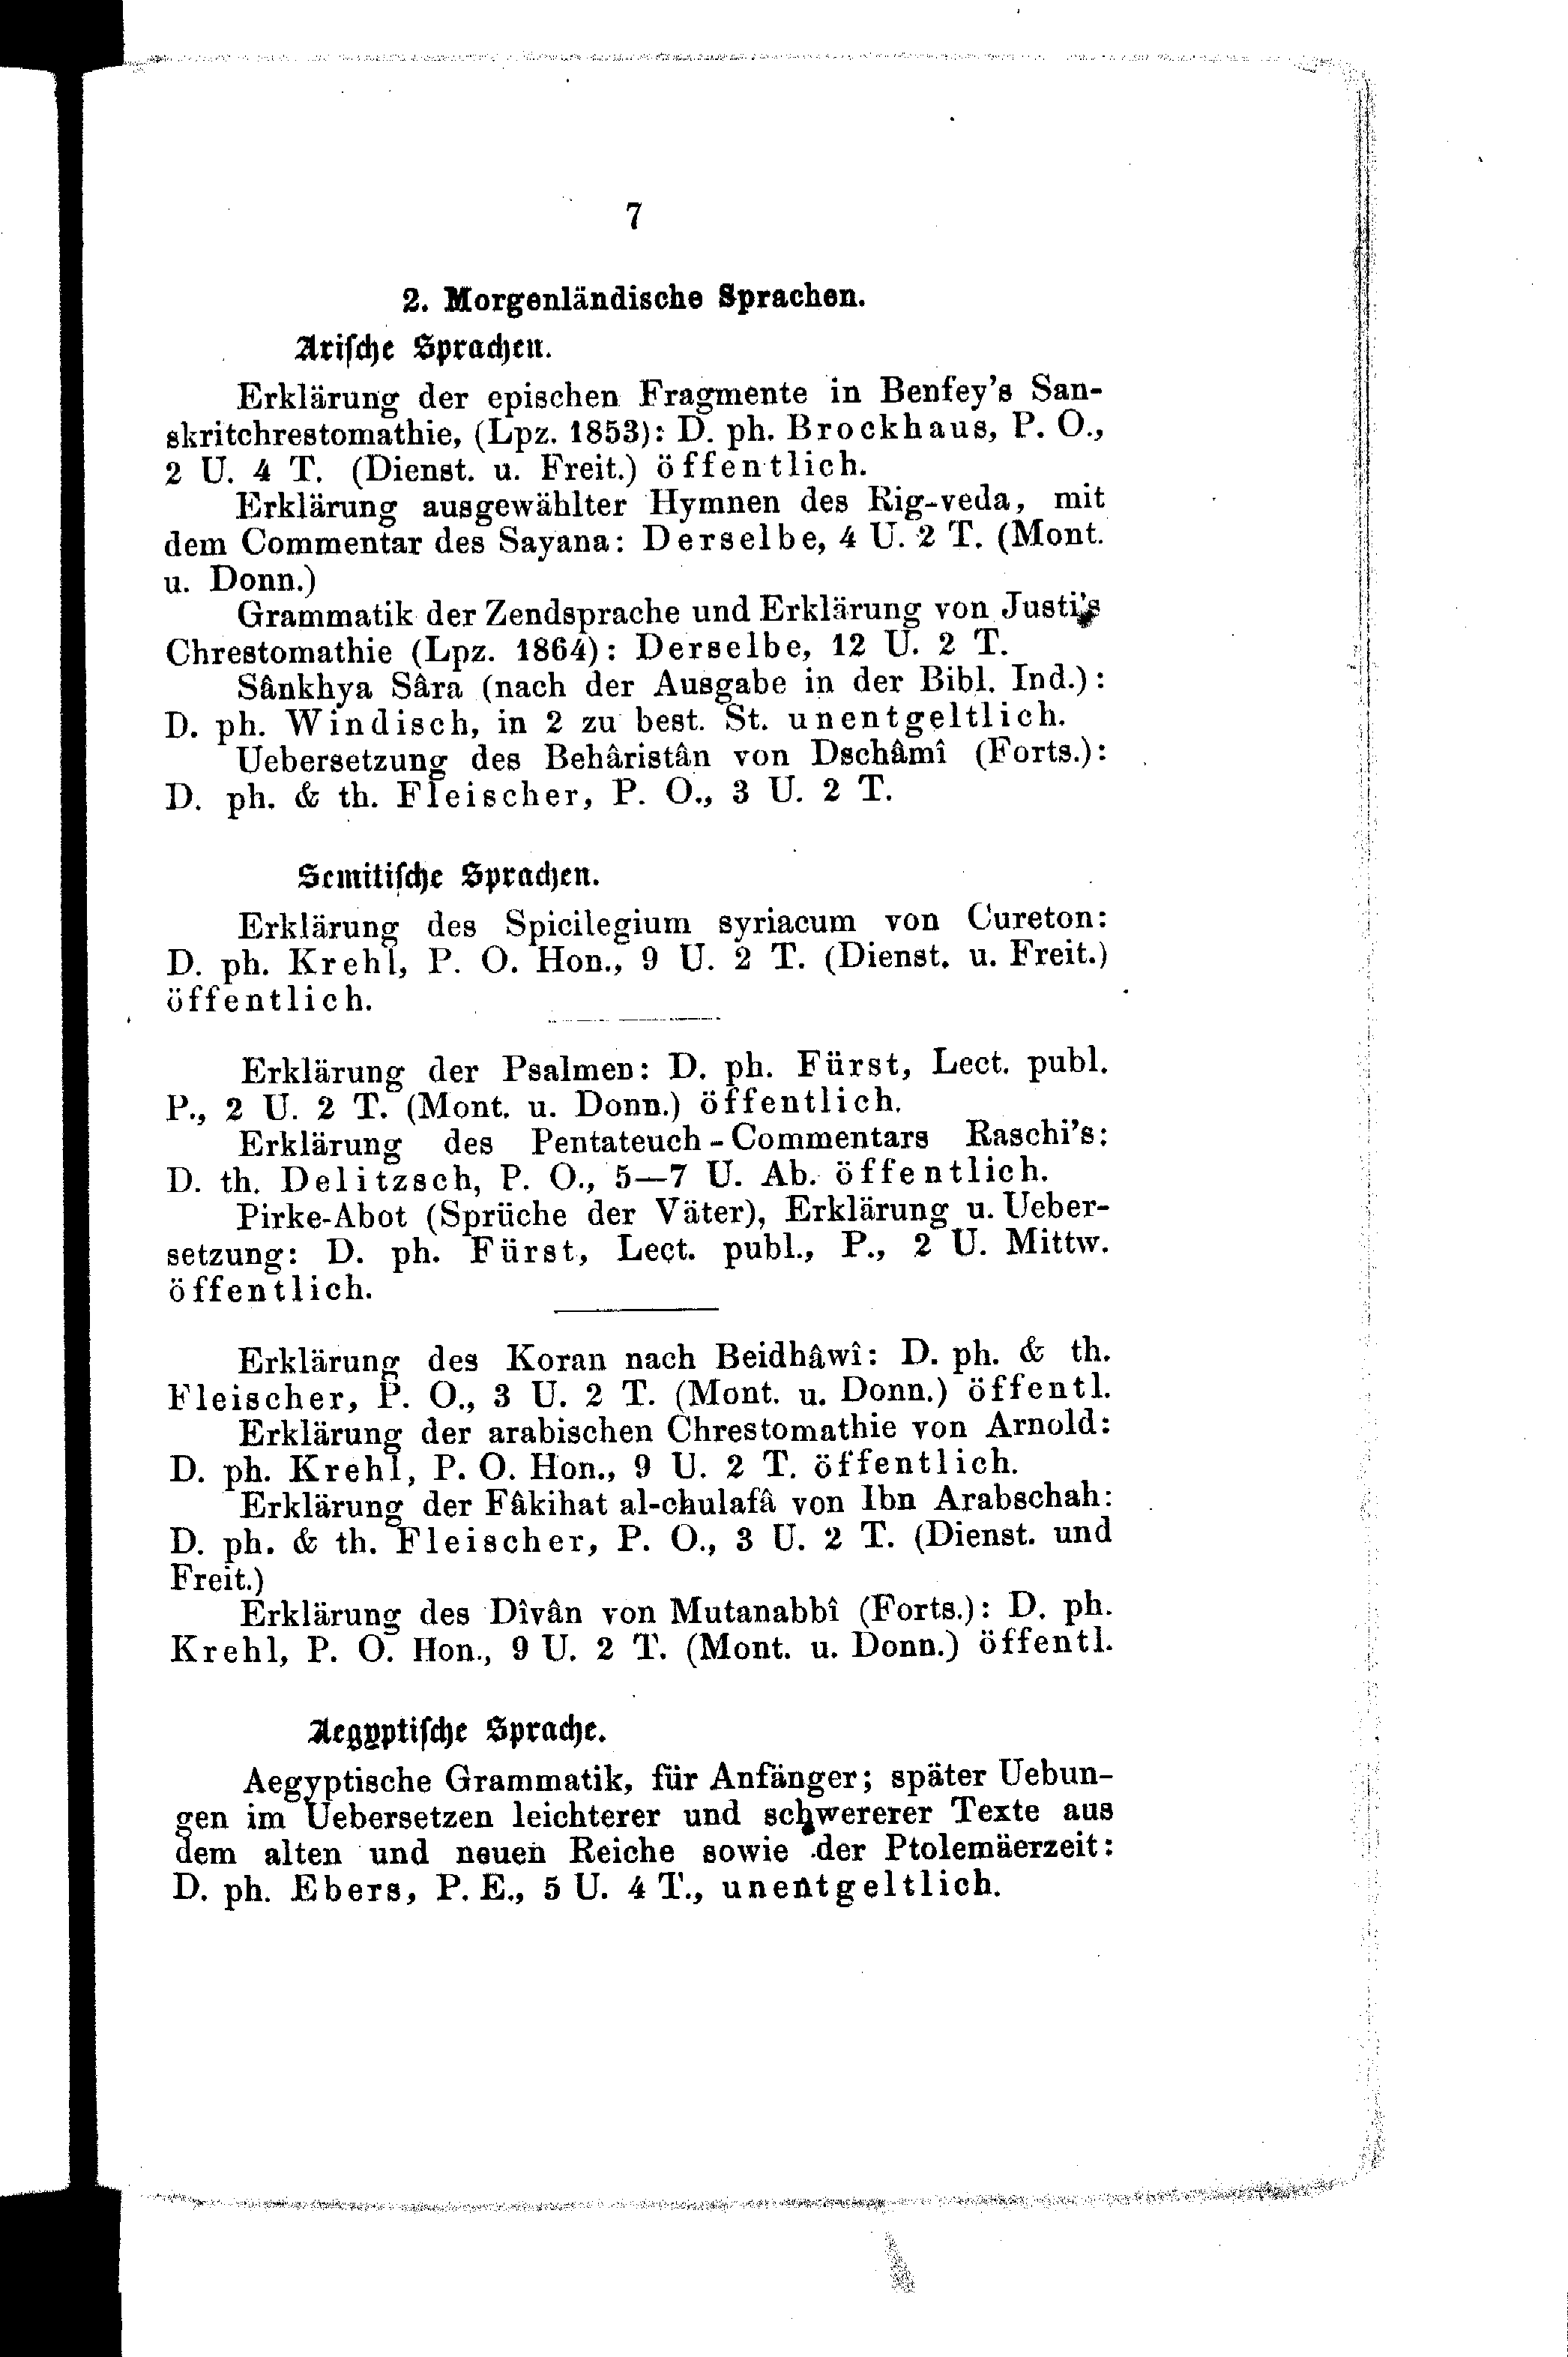 7
2. Morgenländische Sprachen.
Arische Sprachen.
Erklärung der epischen Fragmente in Benfey's San-
skritchrestomathie, (Lpz. 1853): D. ph. Brockhaus, P. O.,
2 U. 4 T. (Dienst. u. Freit.) öffentlich.
Erklärung ausgewählter Hymnen des Rig-veda, mit
dem Commentar des Sayana: Derselbe, 4 U. 2 T. (Mont.
u. Donn.)
Grammatik der Zendsprache und Erklärung von Justi's
Chrestomathie (Lpz. 1864): Derselbe, 12 U. 2 T.
Sânkhya Sâra (nach der Ausgabe in der Bibl. Ind.):
D. ph. Windisch, in 2 zu best. St. unentgeltlich.
Uebersetzung des Behâristân von Dschâmî (Forts.):
D. ph. & th. Fleischer, P. O., 3 U. 2 T.
Semitische Sprachen.
Erklärung des Spicilegium syriacum von Cureton:
D. ph. Krehl, P. O. Hon., 9 U. 2 T. (Dienst. u. Freit.)
öffentlich.
Erklärung der Psalmen: D. ph. Fürst, Lect. publ.
P., 2 U. 2 T. (Mont. u. Donn.) öffentlich.
Erklärung des Pentateuch-Commentars Raschi's:
D. th. Delitzsch, P. O., 5—7 U. Ab. öffentlich.
Pirke-Abot (Sprüche der Väter), Erklärung u. Ueber-
setzung: D. ph. Fürst, Lect. publ., P., 2 U. Mittw.
öffentlich.
Erklärung des Koran nach Beidhâwî: D. ph. & th.
Fleischer, P. O., 3 U. 2 T. (Mont. u. Donn.) öffentl.
Erklärung der arabischen Chrestomathie von Arnold:
D. ph. Krehl, P. O. Hon., 9 U. 2 T. öffentlich.
Erklärung der Fâkihat al-chulafâ von Ibn Arabschah:
D. ph. & th. Fleischer, P. O., 3 U. 2 T. (Dienst. und
Freit.)
Erklärung des Dîvân von Mutanabbî (Forts.): D. ph.
Krehl, P. O. Hon., 9 U. 2 T. (Mont. u. Donn.) öffentl.
Aegyptische Sprache.
Aegyptische Grammatik, für Anfänger; später Uebun-
gen im Uebersetzen leichterer und schwererer Texte aus
dem alten und neuen Reiche sowie der Ptolemäerzeit:
D. ph. Ebers, P. E., 5 U. 4 T., unentgeltlich.